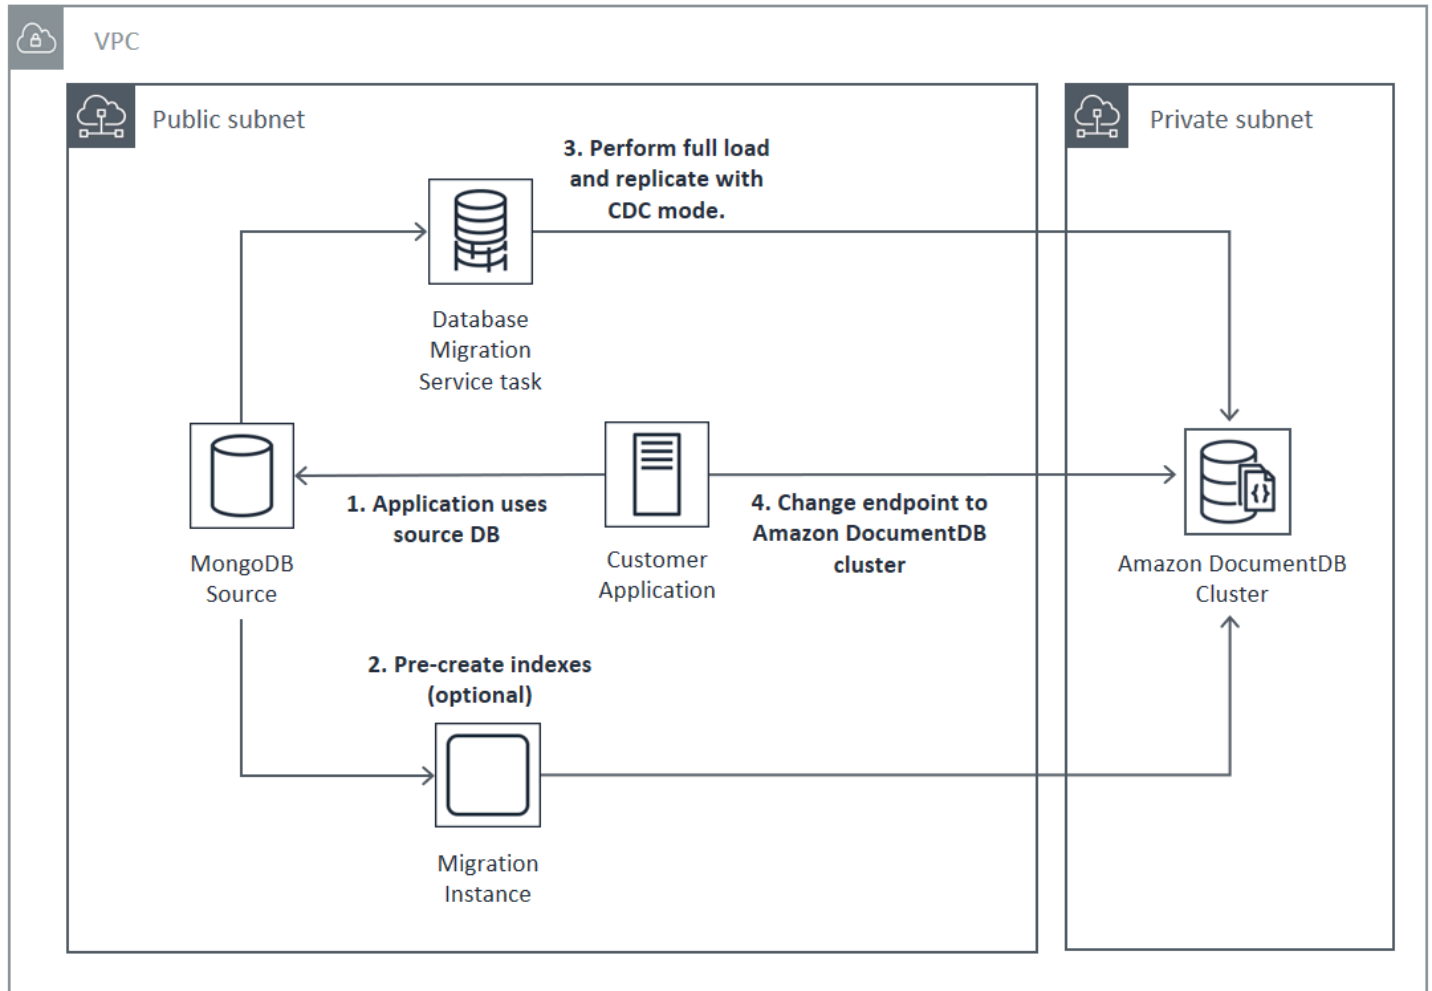 VPC
Public subnet
Private subnet
3. Perform full load
and replicate with
CDC mode.
Database
Migration
Service task
1. Application uses
source DB
4. Change endpoint to
Amazon DocumentDB
cluster
MongoDB
Source
Customer
Application
Amazon DocumentDB
Cluster
2. Pre-create indexes
(optional)
Migration
Instance